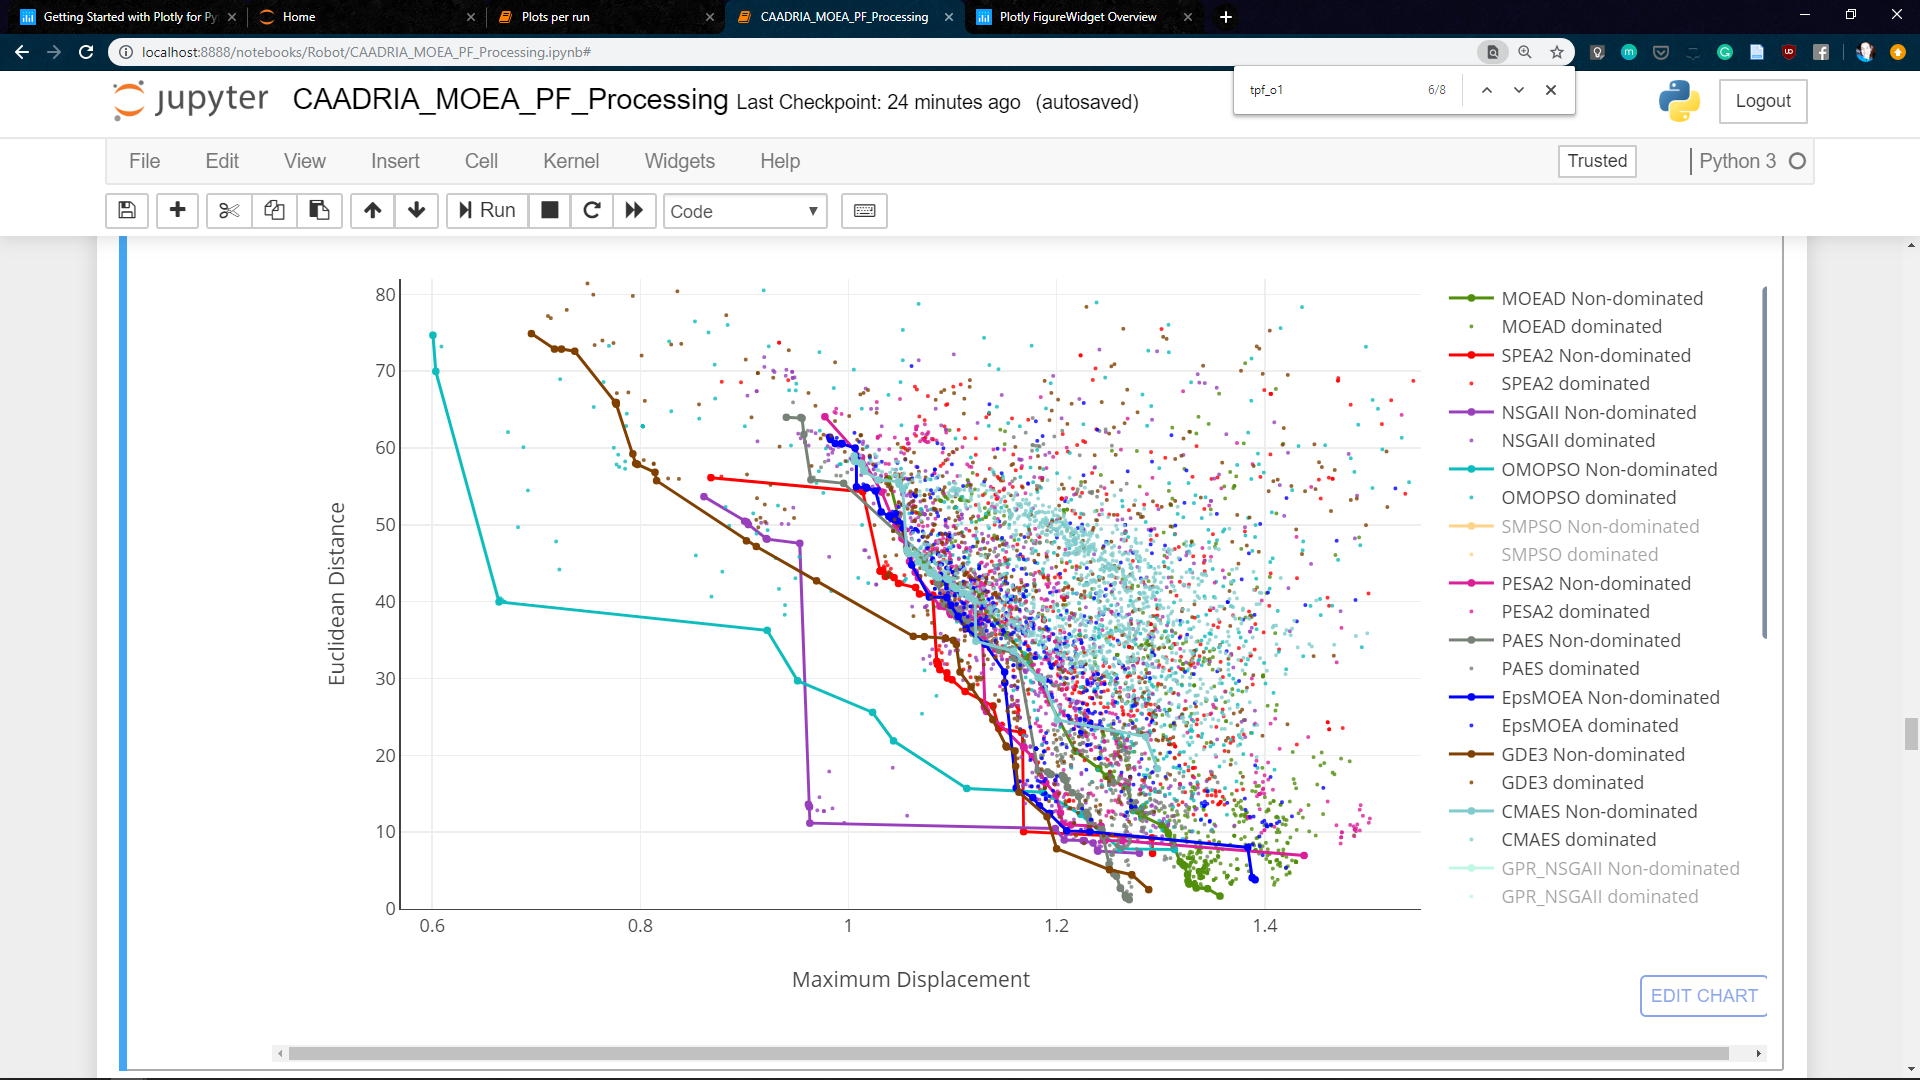 Getting Started with Plotly for Py
Home
Plots per run
CAADRIA_MOEA_PF_Processing
Plotly FigureWidget Overview
localhost:8888/notebooks/Robot/CAADRIA_MOEA_PF_Processing.ipynb#
tpf_o1 6/8
jupyter CAADRIA_MOEA_PF_Processing Last Checkpoint: 24 minutes ago (autosaved)
Logout
File Edit View Insert Cell Kernel Widgets Help
Trusted
Python 3
Run
Code
80
70
60
50
40
30
20
10
0
Euclidean Distance
0.6 0.8 1 1.2 1.4
Maximum Displacement
MOEAD Non-dominated
MOEAD dominated
SPEA2 Non-dominated
SPEA2 dominated
NSGAII Non-dominated
NSGAII dominated
OMOPSO Non-dominated
OMOPSO dominated
SMPSO Non-dominated
SMPSO dominated
PESA2 Non-dominated
PESA2 dominated
PAES Non-dominated
PAES dominated
EpsMOEA Non-dominated
EpsMOEA dominated
GDE3 Non-dominated
GDE3 dominated
CMAES Non-dominated
CMAES dominated
GPR_NSGAII Non-dominated
GPR_NSGAII dominated
EDIT CHART